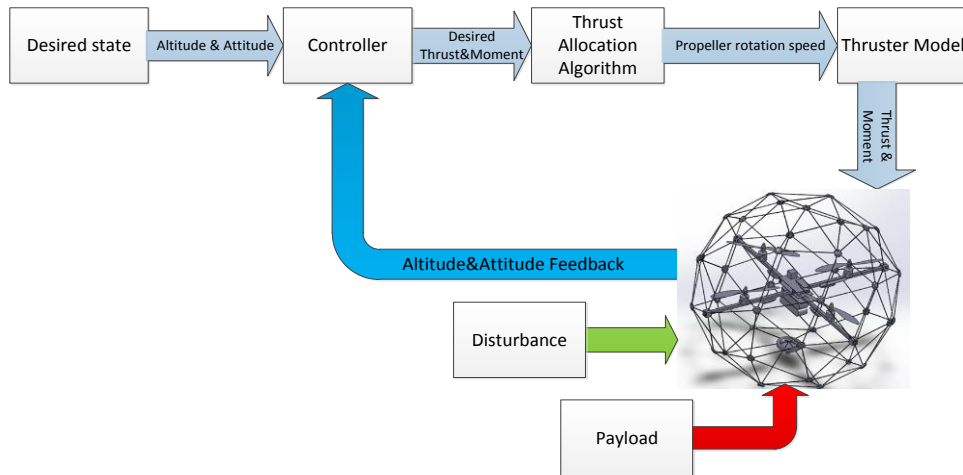 Desired state
Altitude & Attitude
Controller
Desired
Thrust&Moment
Thrust
Allocation
Algorithm
Propeller rotation speed
Thruster Model
Thrust &
Moment
Altitude&Attitude Feedback
Disturbance
Payload